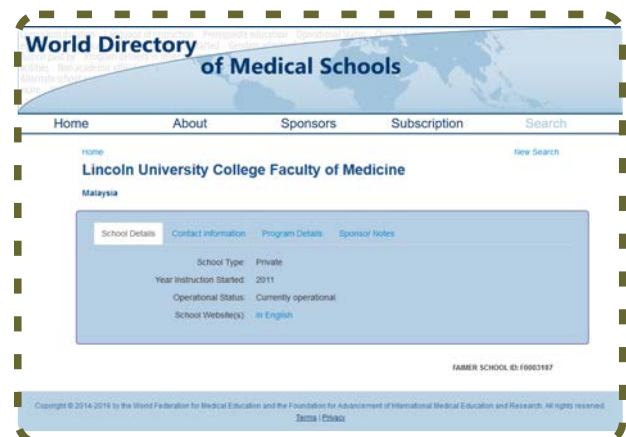 World Directory
of Medical Schools
Home About Sponsors Subscription Search
Home New Search
Lincoln University College Faculty of Medicine
Malaysia
School Details Contact Information Program Details Sponsor Notes
School Type: Private
Year Instruction Started: 2011
Operational Status: Currently operational
School Website(s): In English
FAIMER SCHOOL ID: F0003187
Copyright © 2014-2018 by the World Federation for Medical Education and the Foundation for Advancement of International Medical Education and Research. All rights reserved.
Terms | Privacy